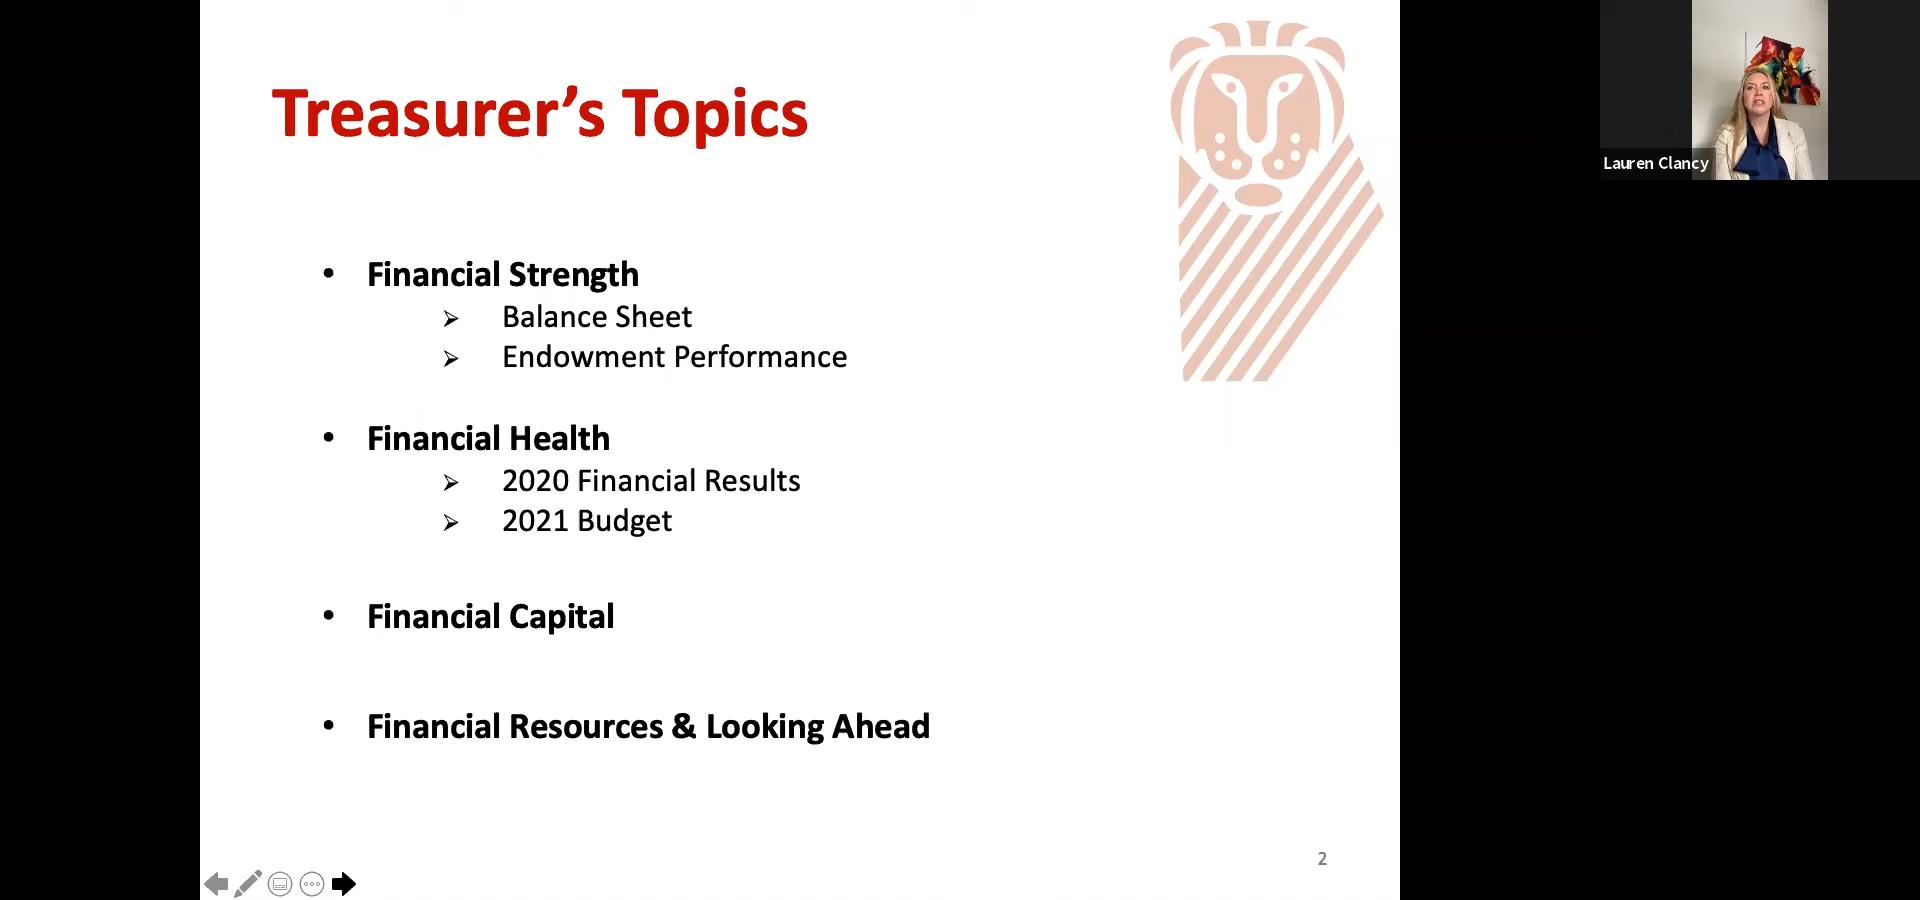 Treasurer’s Topics
• Financial Strength
➢ Balance Sheet
➢ Endowment Performance
• Financial Health
➢ 2020 Financial Results
➢ 2021 Budget
• Financial Capital
• Financial Resources & Looking Ahead
2
Lauren Clancy